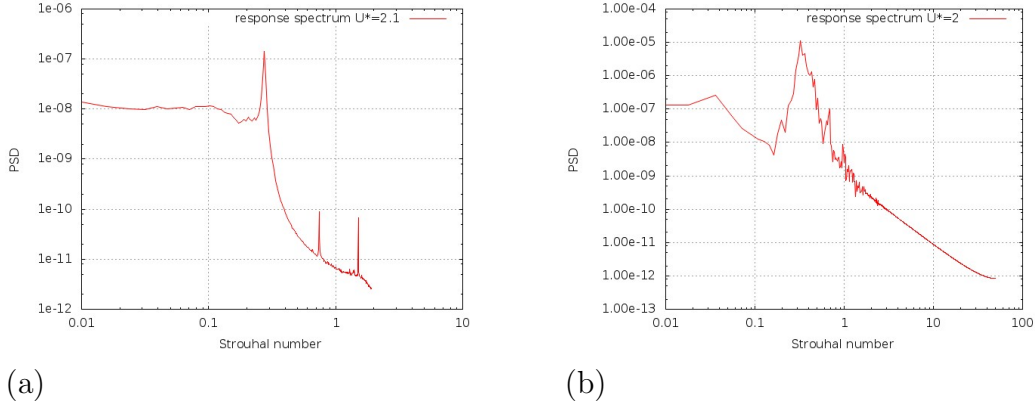 response spectrum U*=2.1
1e-06
1e-07
1e-08
1e-09
1e-10
1e-11
1e-12
PSD
0.01
0.1
1
10
Strouhal number
(a)
response spectrum U*=2
1.00e-04
1.00e-05
1.00e-06
1.00e-07
1.00e-08
1.00e-09
1.00e-10
1.00e-11
1.00e-12
1.00e-13
PSD
0.01
0.1
1
10
100
Strouhal number
(b)